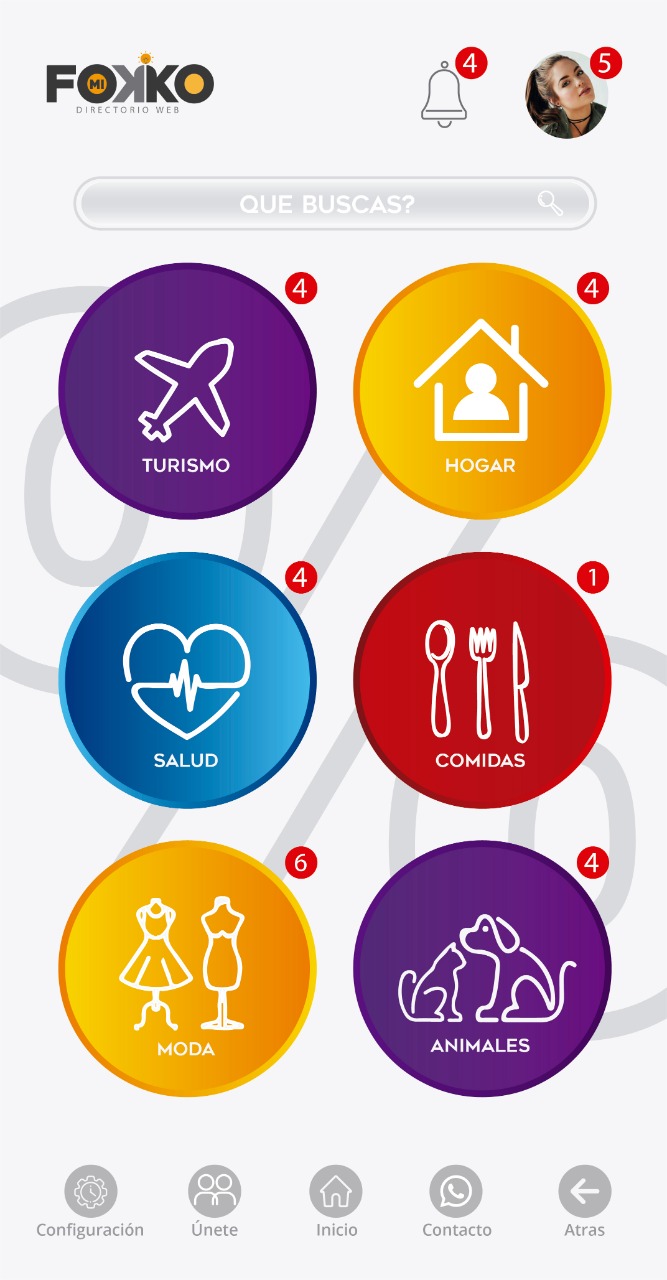 FOKKO
MI
DIRECTORIO WEB
4
5
QUE BUSCAS?
4
4
TURISMO
HOGAR
4
1
SALUD
COMIDAS
6
4
MODA
ANIMALES
Configuración
Únete
Inicio
Contacto
Atras